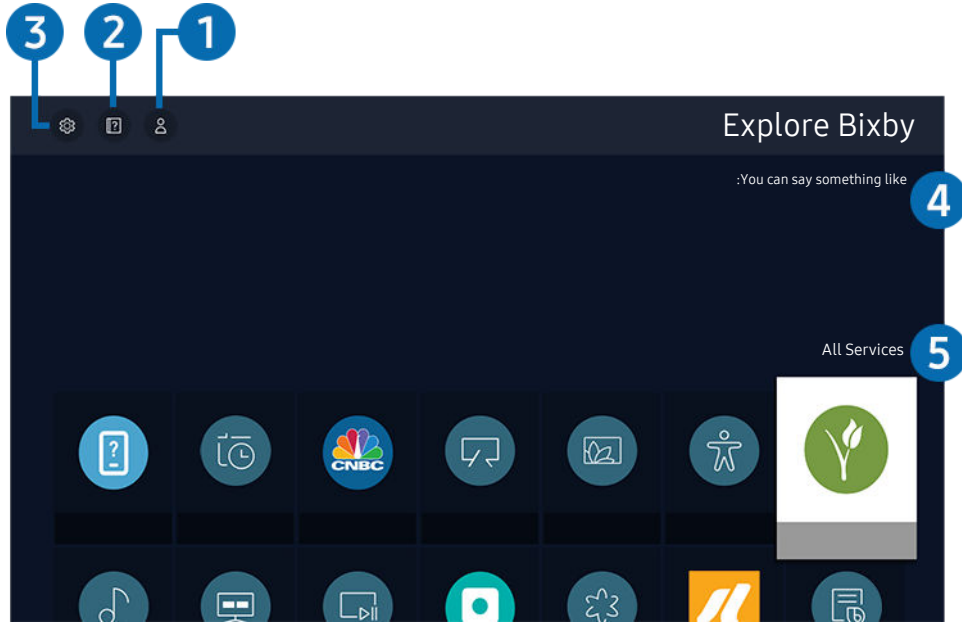 3 2 1
Explore Bixby
:You can say something like
4
All Services
5
?
CNBC